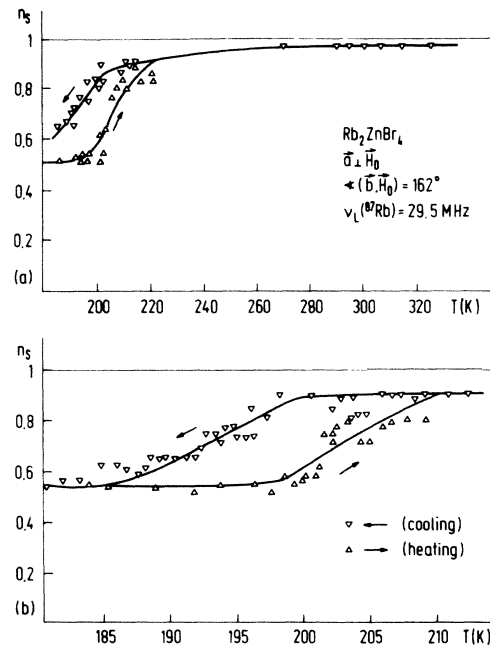 n_s
1
0.8
0.6
0.4
0.2
(a)
Rb₂ZnBr₄
a⃗ ⊥ H⃗₀
∢ (b⃗, H⃗₀) = 162°
ν_L (⁸⁷Rb) = 29,5 MHz
200 220 240 260 280 300 320 T(K)
n_s
1
0.8
0.6
0,4
0,2
(b)
▽ ← (cooling)
△ → (heating)
185 190 195 200 205 210 T(K)